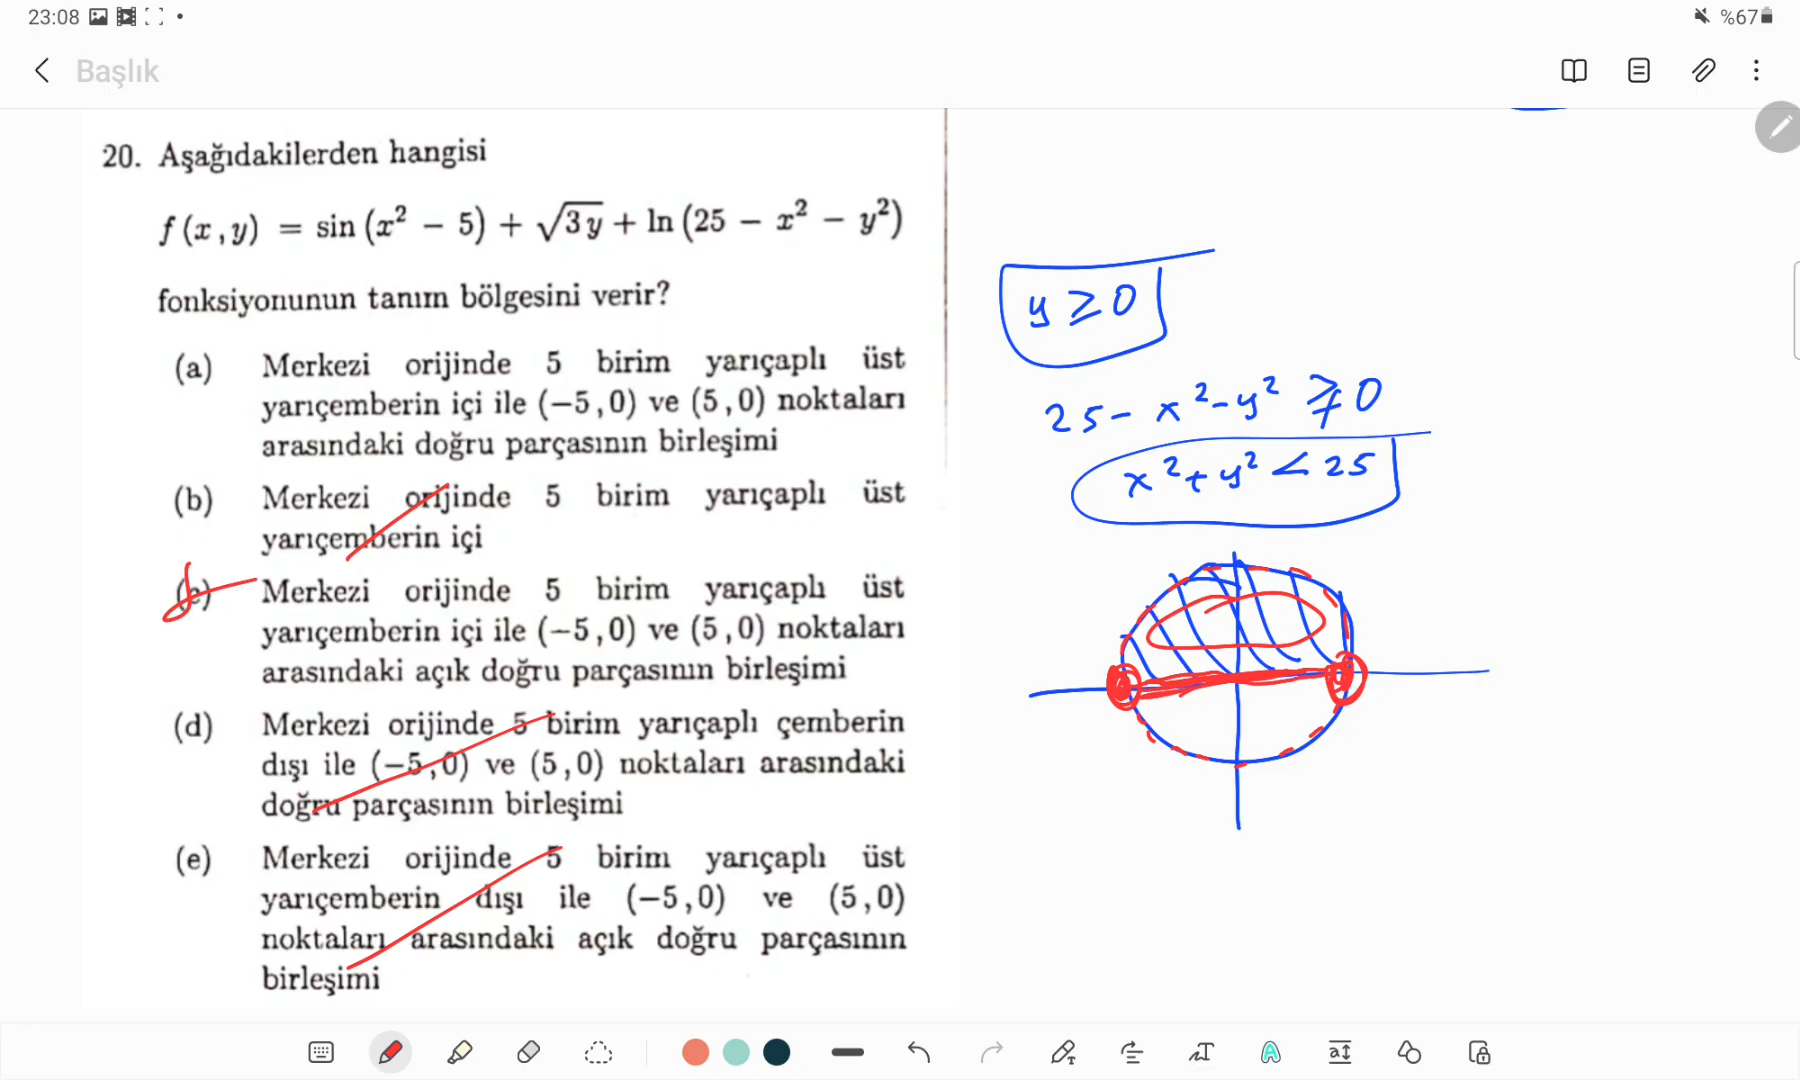 23:08
%67
Başlık
20. Aşağıdakilerden hangisi
f(x,y) = sin(x² − 5) + √3y + ln(25 − x² − y²)
fonksiyonunun tanım bölgesini verir?
(a) Merkezi orijinde 5 birim yarıçaplı üst
yarıçemberin içi ile (−5,0) ve (5,0) noktaları
arasındaki doğru parçasının birleşimi
(b) Merkezi orijinde 5 birim yarıçaplı üst
yarıçemberin içi
(c) Merkezi orijinde 5 birim yarıçaplı üst
yarıçemberin içi ile (−5,0) ve (5,0) noktaları
arasındaki açık doğru parçasının birleşimi
(d) Merkezi orijinde 5 birim yarıçaplı çemberin
dışı ile (−5,0) ve (5,0) noktaları arasındaki
doğru parçasının birleşimi
(e) Merkezi orijinde 5 birim yarıçaplı üst
yarıçemberin dışı ile (−5,0) ve (5,0)
noktaları arasındaki açık doğru parçasının
birleşimi
y ≥ 0
25 − x² − y² > 0
x² + y² < 25